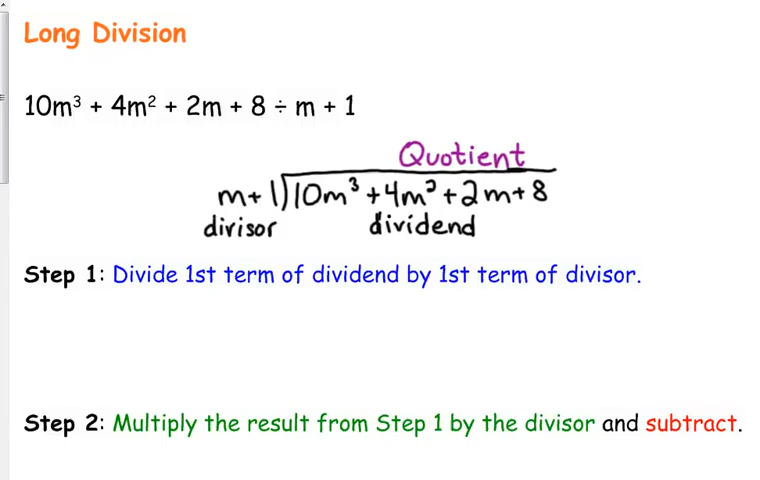 Long Division
10m³ + 4m² + 2m + 8 ÷ m + 1
Quotient
m+1)10m³+4m²+2m+8
divisor dividend
Step 1: Divide 1st term of dividend by 1st term of divisor.
Step 2: Multiply the result from Step 1 by the divisor and subtract.